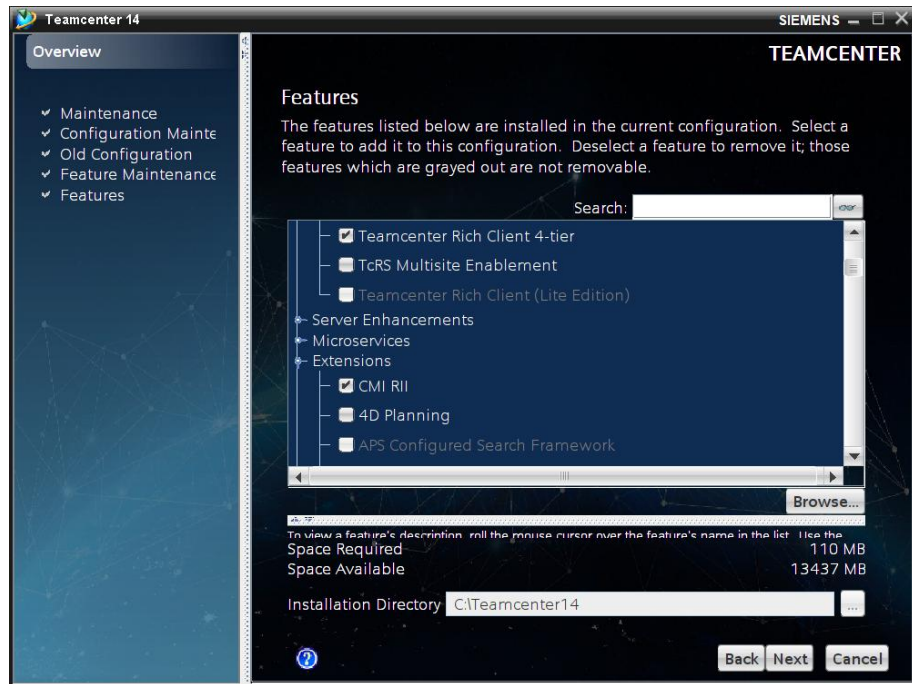 Teamcenter 14
SIEMENS
Overview
TEAMCENTER
Maintenance
Configuration Mainte
Old Configuration
Feature Maintenance
Features
Features
The features listed below are installed in the current configuration. Select a
feature to add it to this configuration. Deselect a feature to remove it; those
features which are grayed out are not removable.
Search:
Teamcenter Rich Client 4-tier
TcRS Multisite Enablement
Teamcenter Rich Client (Lite Edition)
Server Enhancements
Microservices
Extensions
CMI RII
4D Planning
APS Configured Search Framework
Browse...
To view a feature's description, roll the mouse cursor over the feature's name in the list. Use the
Space Required 110 MB
Space Available 13437 MB
Installation Directory C:\Teamcenter14 ...
Back Next Cancel